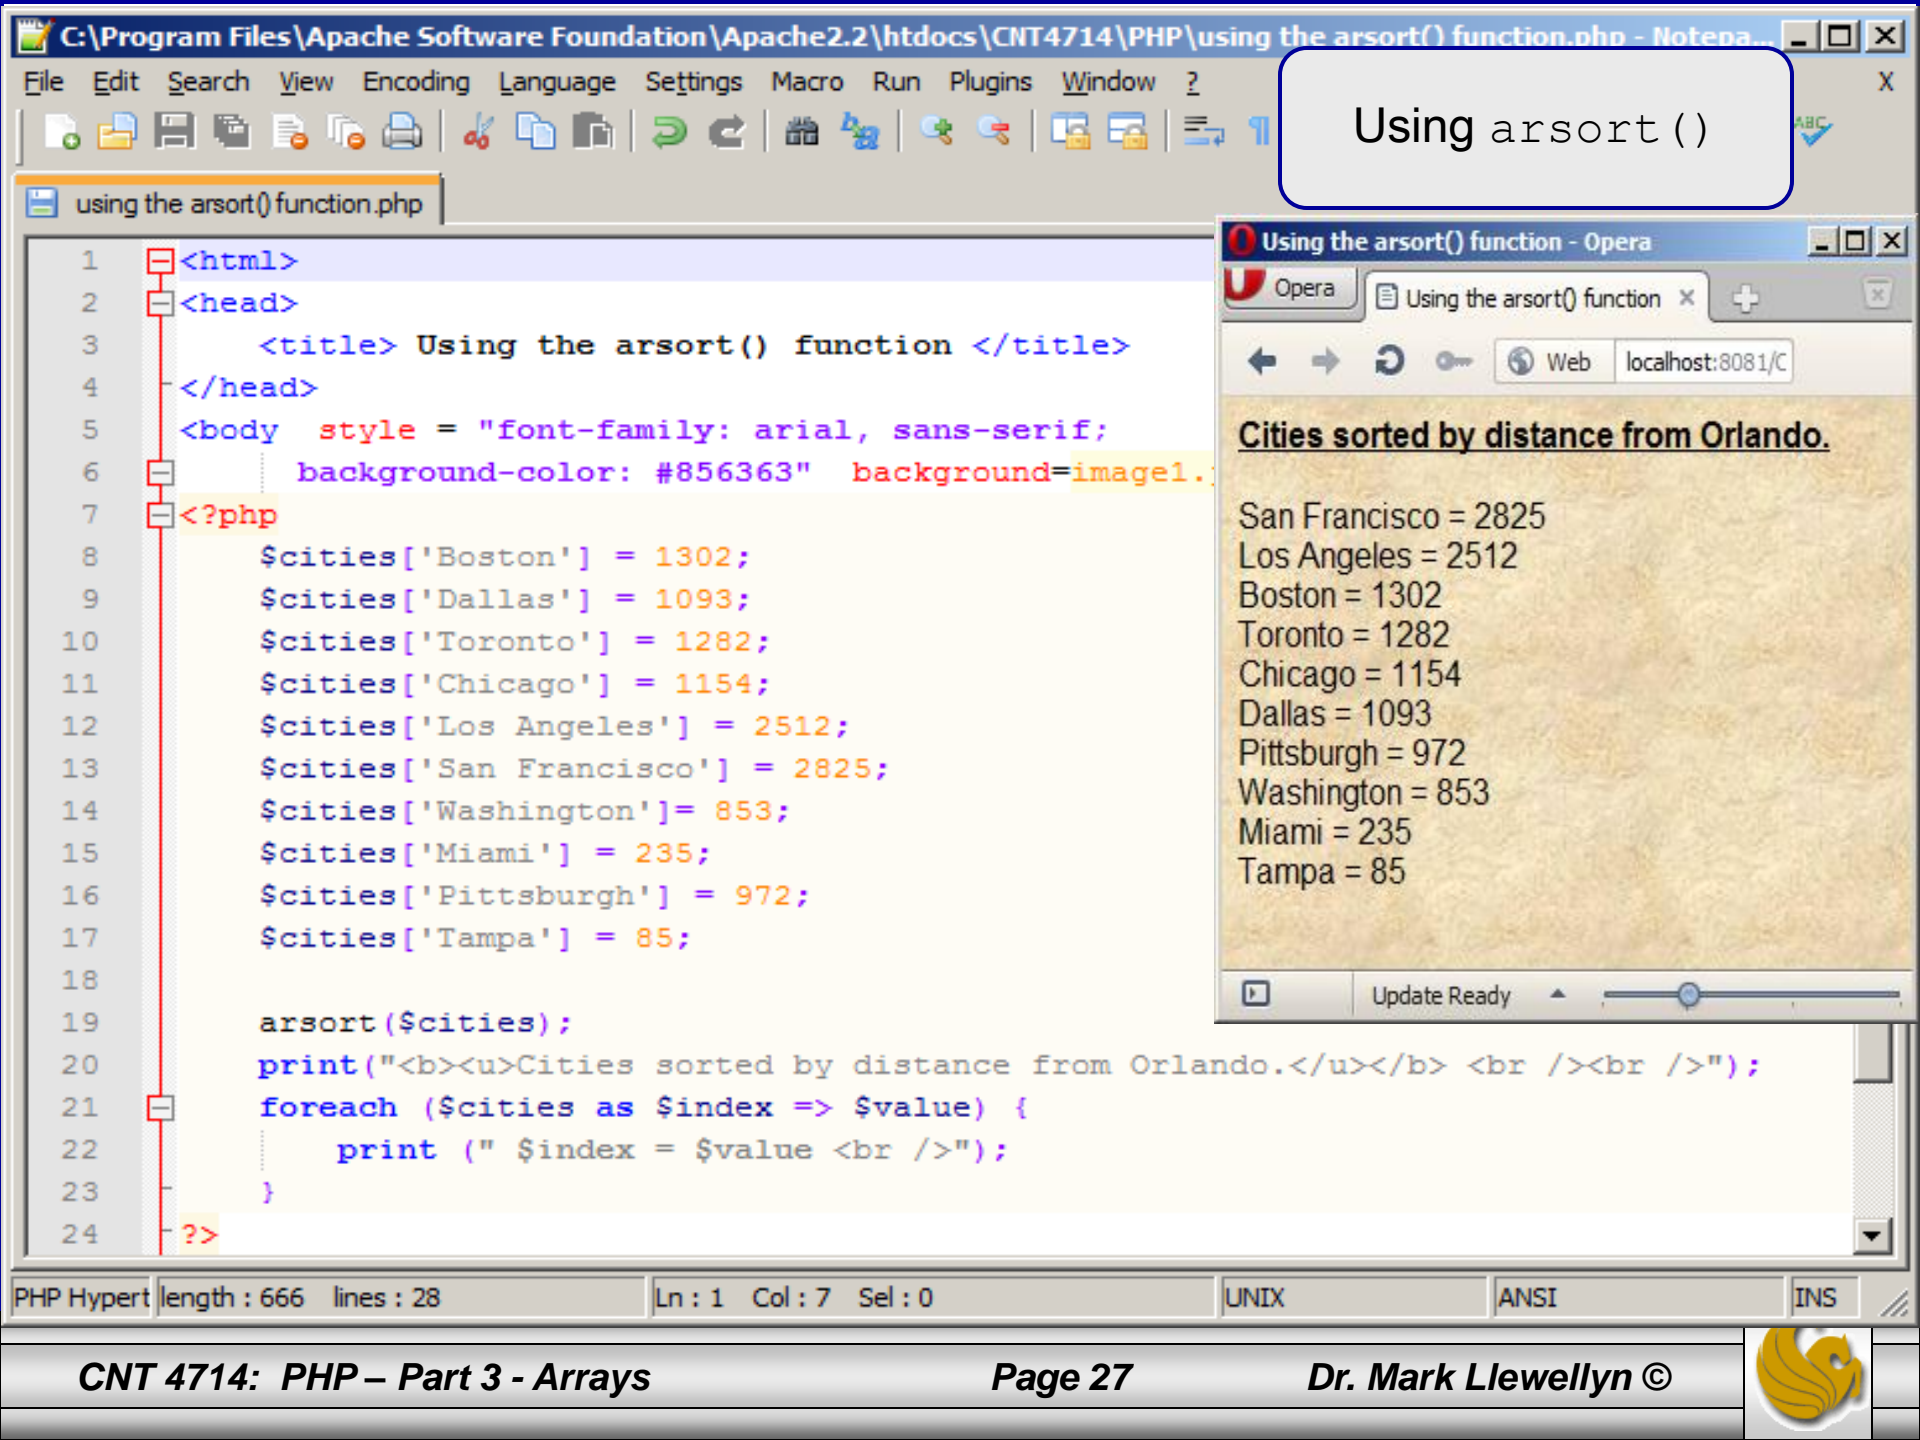 C:\Program Files\Apache Software Foundation\Apache2.2\htdocs\CNT4714\PHP\using the arsort() function.php - Notepa...
File Edit Search View Encoding Language Settings Macro Run Plugins Window ? X
Using arsort()
ABC
using the arsort() function.php
1 <html>
2 <head>
3 <title> Using the arsort() function </title>
4 </head>
5 <body style = "font-family: arial, sans-serif;
6 background-color: #856363" background=image1.
7 <?php
8 $cities['Boston'] = 1302;
9 $cities['Dallas'] = 1093;
10 $cities['Toronto'] = 1282;
11 $cities['Chicago'] = 1154;
12 $cities['Los Angeles'] = 2512;
13 $cities['San Francisco'] = 2825;
14 $cities['Washington']= 853;
15 $cities['Miami'] = 235;
16 $cities['Pittsburgh'] = 972;
17 $cities['Tampa'] = 85;
18
19 arsort($cities);
20 print("<b><u>Cities sorted by distance from Orlando.</u></b> <br /><br />");
21 foreach ($cities as $index => $value) {
22 print (" $index = $value <br />");
23 }
24 ?>
Using the arsort() function - Opera
Opera Using the arsort() function
Web localhost:8081/C
Cities sorted by distance from Orlando.
San Francisco = 2825
Los Angeles = 2512
Boston = 1302
Toronto = 1282
Chicago = 1154
Dallas = 1093
Pittsburgh = 972
Washington = 853
Miami = 235
Tampa = 85
Update Ready
PHP Hypert length : 666 lines : 28 Ln : 1 Col : 7 Sel : 0 UNIX ANSI INS
CNT 4714: PHP – Part 3 - Arrays Page 27 Dr. Mark Llewellyn ©